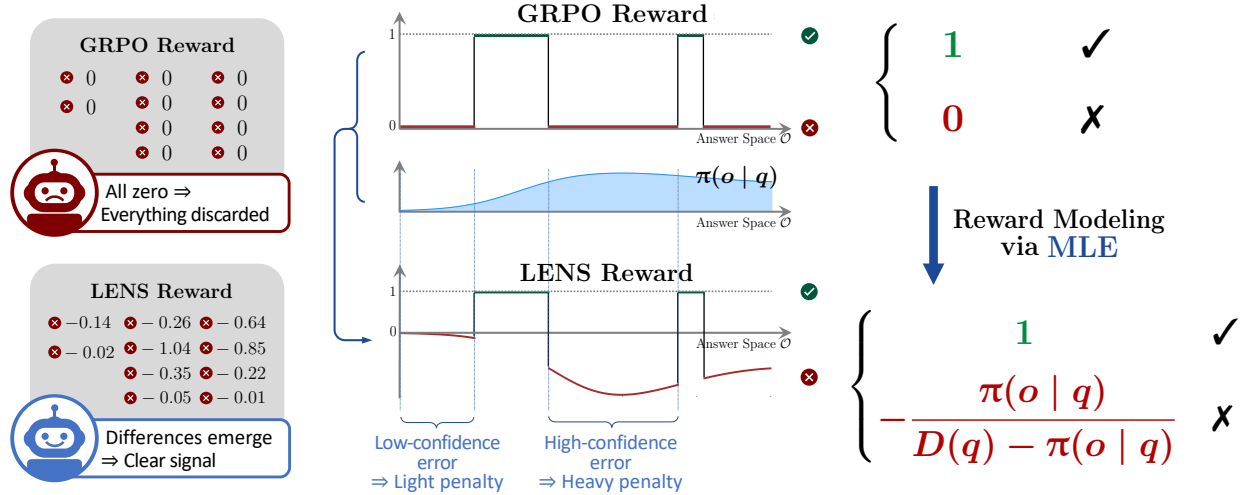 GRPO Reward
0 0 0
0 0 0
0 0
0 0
All zero ⇒
Everything discarded
LENS Reward
−0.14 −0.26 −0.64
−0.02 −1.04 −0.85
−0.35 −0.22
−0.05 −0.01
Differences emerge
⇒ Clear signal
GRPO Reward
1
0
Answer Space 𝒪
π(o | q)
Answer Space 𝒪
LENS Reward
1
0
Answer Space 𝒪
Low-confidence
error
⇒ Light penalty
High-confidence
error
⇒ Heavy penalty
1 ✓
0 ✗
Reward Modeling
via MLE
1 ✓
− π(o | q) / D(q) − π(o | q) ✗